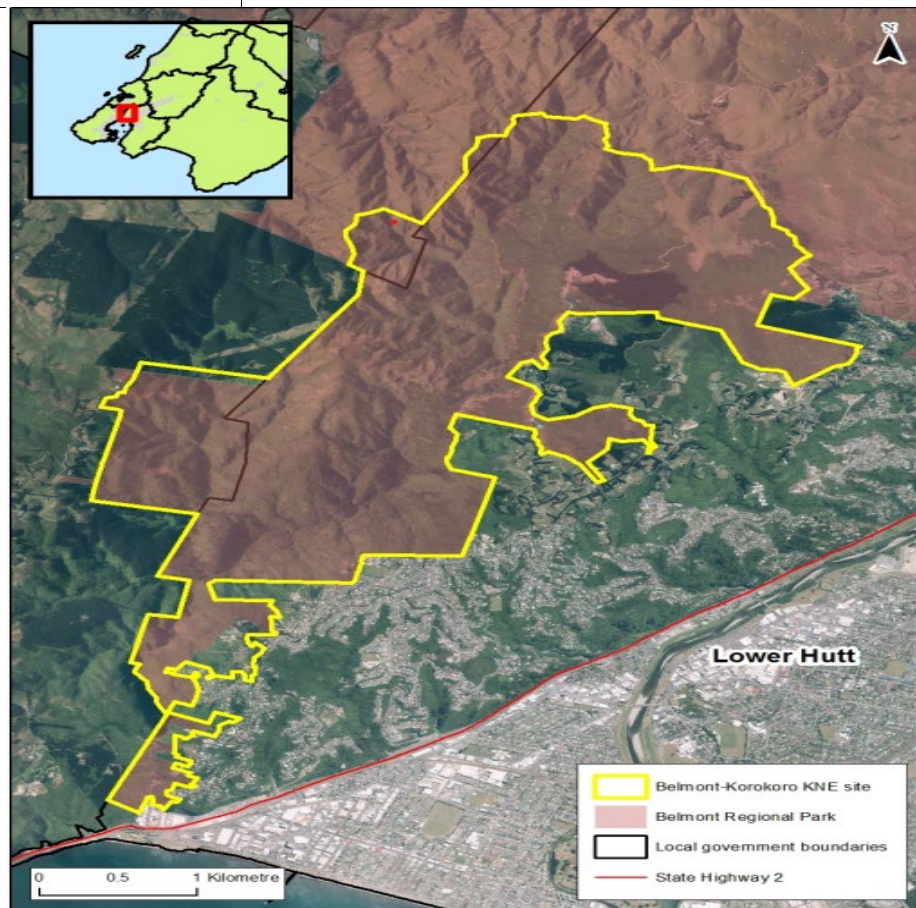 N
Lower Hutt
Belmont-Korokoro KNE site
Belmont Regional Park
Local government boundaries
State Highway 2
0 0.5 1 Kilometre